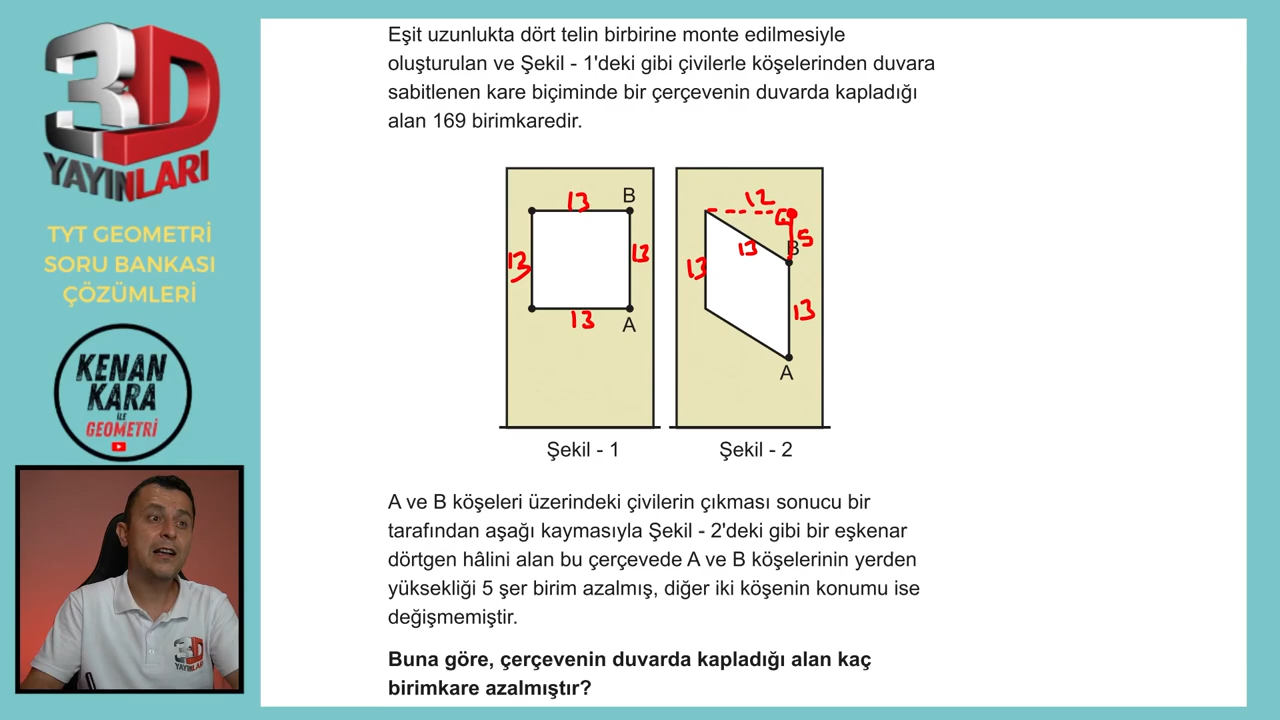 3D
YAYINLARI
TYT GEOMETRİ
SORU BANKASI
ÇÖZÜMLERİ
KENAN
KARA
İLE
GEOMETRİ
3D
YAYINLARI
Eşit uzunlukta dört telin birbirine monte edilmesiyle
oluşturulan ve Şekil - 1'deki gibi çivilerle köşelerinden duvara
sabitlenen kare biçiminde bir çerçevenin duvarda kapladığı
alan 169 birimkaredir.
13
B
13
13
13
A
Şekil - 1
12
5
B
13
13
13
A
Şekil - 2
A ve B köşeleri üzerindeki çivilerin çıkması sonucu bir
tarafından aşağı kaymasıyla Şekil - 2'deki gibi bir eşkenar
dörtgen hâlini alan bu çerçevede A ve B köşelerinin yerden
yüksekliği 5 şer birim azalmış, diğer iki köşenin konumu ise
değişmemiştir.
Buna göre, çerçevenin duvarda kapladığı alan kaç
birimkare azalmıştır?